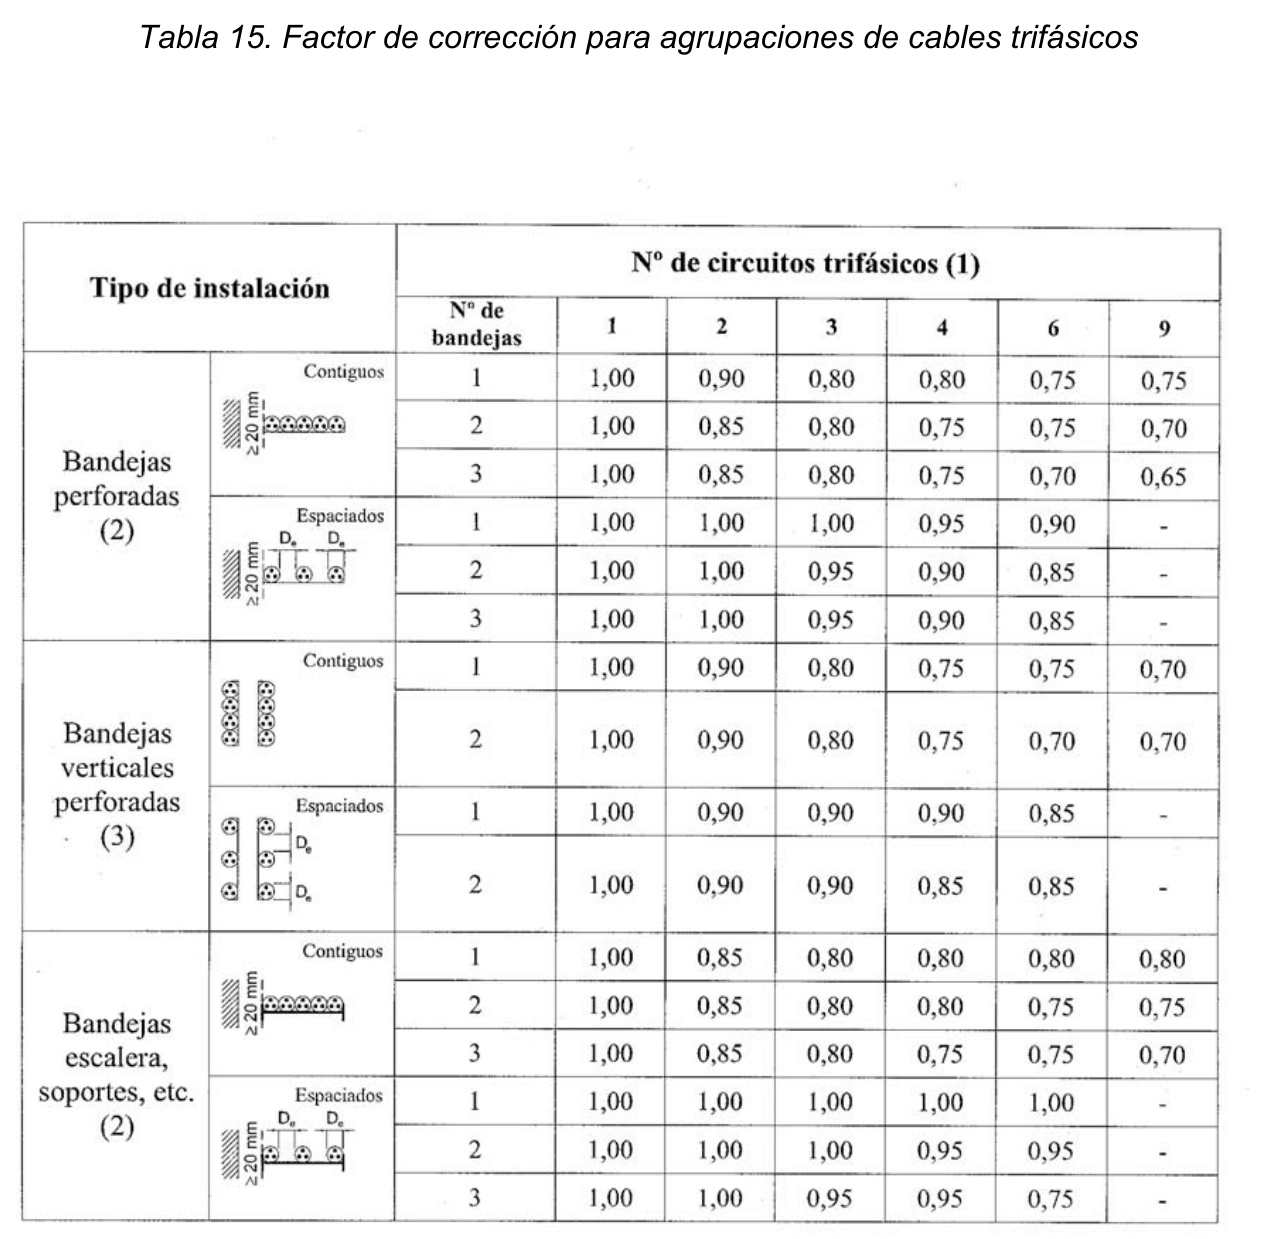 Tabla 15. Factor de corrección para agrupaciones de cables trifásicos
Tipo de instalación
Nº de circuitos trifásicos (1)
Nº de bandejas 1 2 3 4 6 9
Bandejas perforadas (2)
Contiguos
≥ 20 mm
1 1,00 0,90 0,80 0,80 0,75 0,75
2 1,00 0,85 0,80 0,75 0,75 0,70
3 1,00 0,85 0,80 0,75 0,70 0,65
Espaciados
De De
≥ 20 mm
1 1,00 1,00 1,00 0,95 0,90 -
2 1,00 1,00 0,95 0,90 0,85 -
3 1,00 1,00 0,95 0,90 0,85 -
Bandejas verticales perforadas (3)
Contiguos
1 1,00 0,90 0,80 0,75 0,75 0,70
2 1,00 0,90 0,80 0,75 0,70 0,70
Espaciados
De
De
1 1,00 0,90 0,90 0,90 0,85 -
2 1,00 0,90 0,90 0,85 0,85 -
Bandejas escalera, soportes, etc. (2)
Contiguos
≥ 20 mm
1 1,00 0,85 0,80 0,80 0,80 0,80
2 1,00 0,85 0,80 0,80 0,75 0,75
3 1,00 0,85 0,80 0,75 0,75 0,70
Espaciados
De De
≥ 20 mm
1 1,00 1,00 1,00 1,00 1,00 -
2 1,00 1,00 1,00 0,95 0,95 -
3 1,00 1,00 0,95 0,95 0,75 -